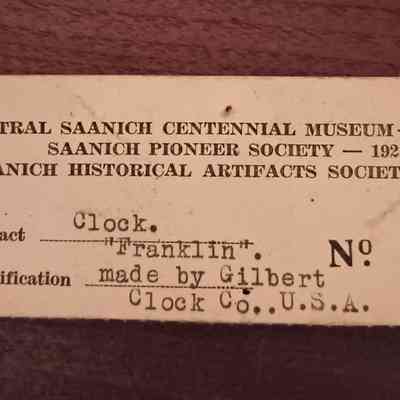 TRAL SAANICH CENTENNIAL MUSEUM -
SAANICH PIONEER SOCIETY — 192
ANICH HISTORICAL ARTIFACTS SOCIET
act Clock.
"Franklin". Nº.
ification made by Gilbert
Clock Co., U.S.A.